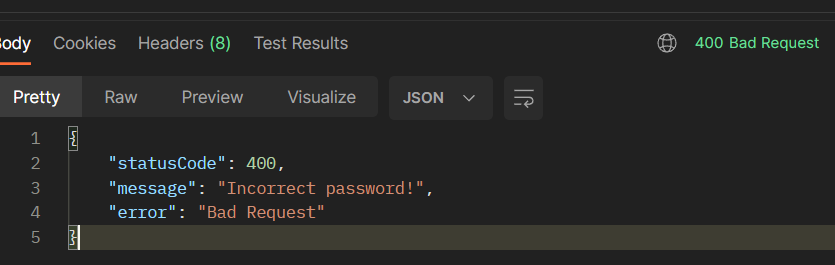 Body Cookies Headers (8) Test Results 400 Bad Request
Pretty Raw Preview Visualize JSON
1 {
2 "statusCode": 400,
3 "message": "Incorrect password!",
4 "error": "Bad Request"
5 }